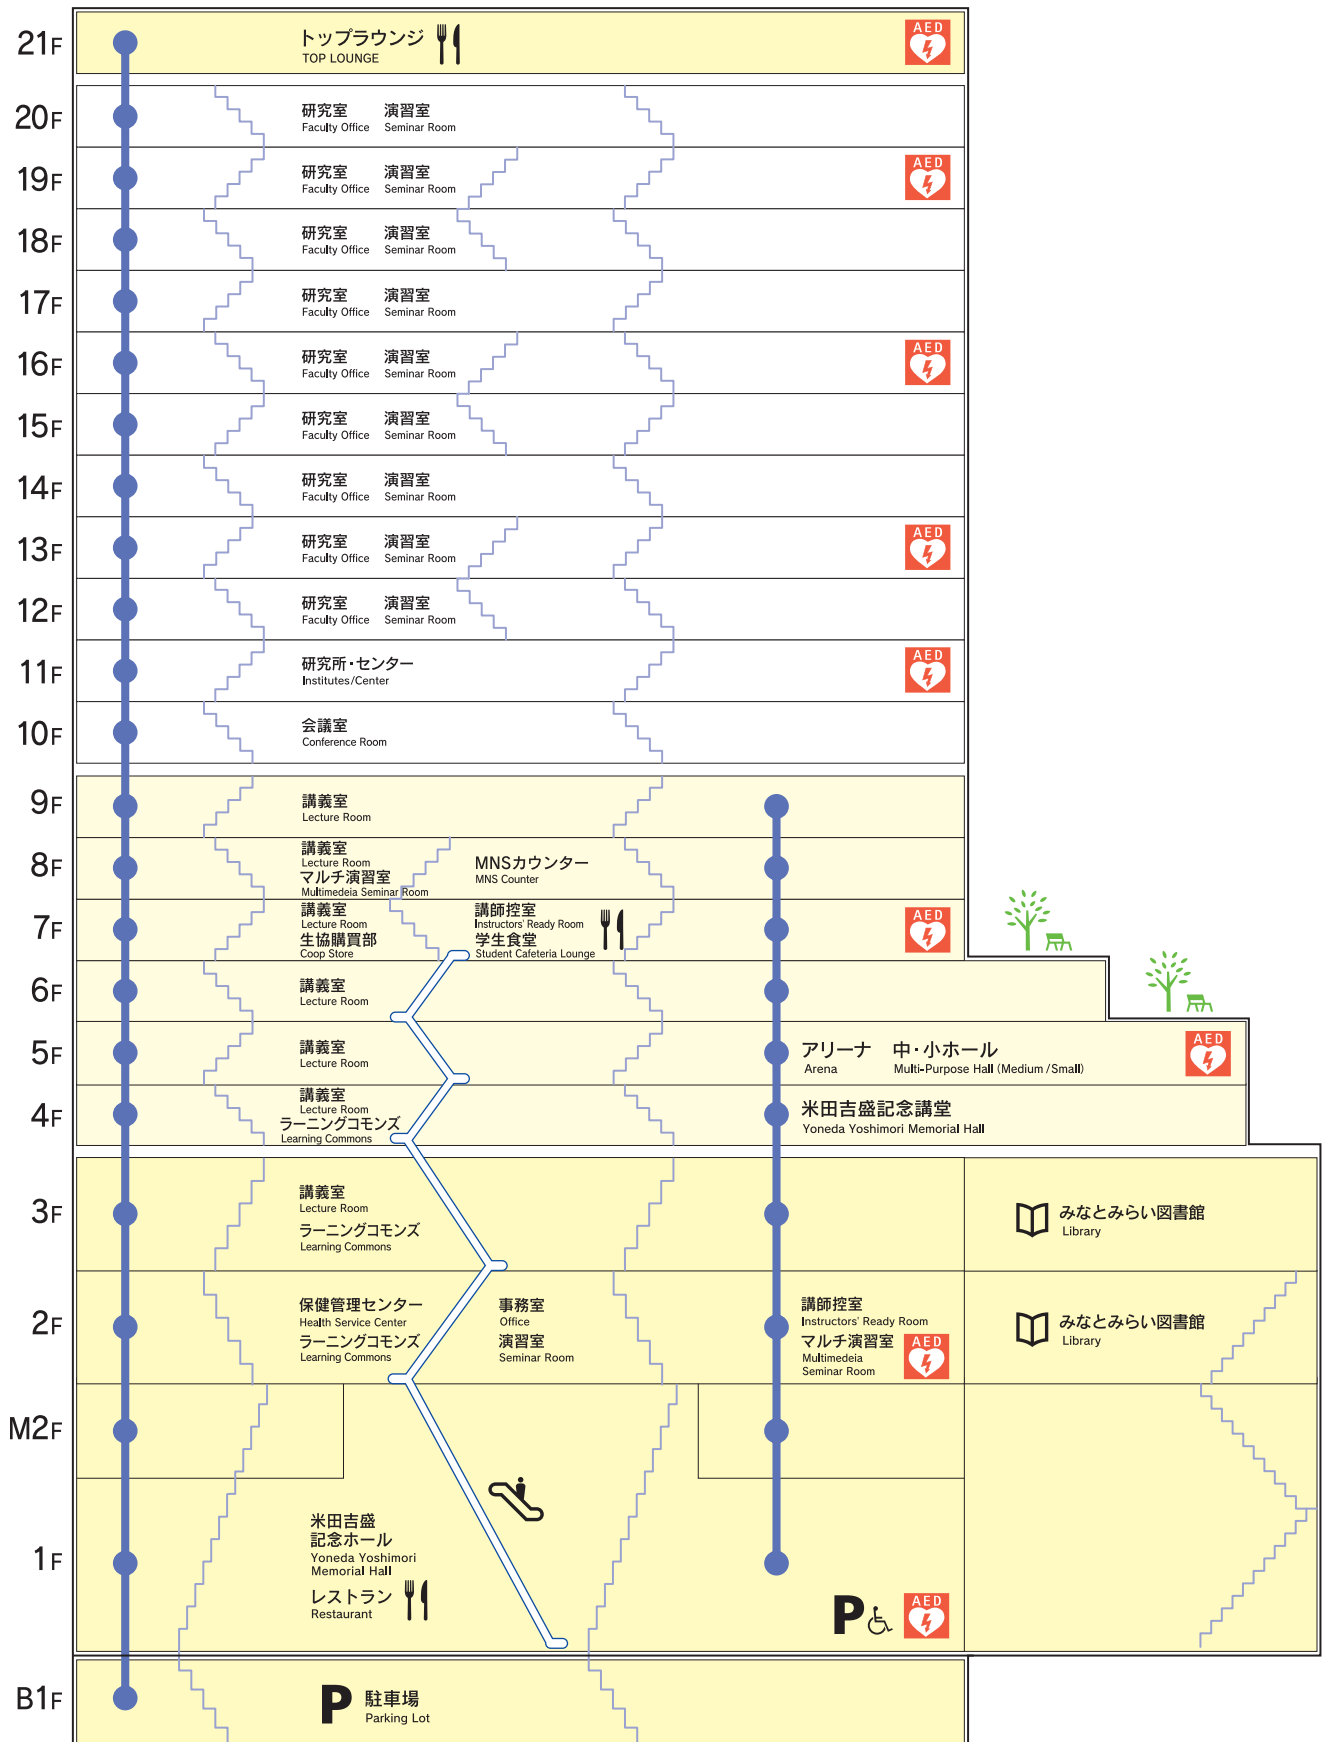 21F
トップラウンジ
TOP LOUNGE
AED
20F
研究室 演習室
Faculty Office Seminar Room
19F
研究室 演習室
Faculty Office Seminar Room
AED
18F
研究室 演習室
Faculty Office Seminar Room
17F
研究室 演習室
Faculty Office Seminar Room
16F
研究室 演習室
Faculty Office Seminar Room
AED
15F
研究室 演習室
Faculty Office Seminar Room
14F
研究室 演習室
Faculty Office Seminar Room
13F
研究室 演習室
Faculty Office Seminar Room
AED
12F
研究室 演習室
Faculty Office Seminar Room
11F
研究所・センター
Institutes/Center
AED
10F
会議室
Conference Room
9F
講義室
Lecture Room
8F
講義室
Lecture Room
マルチ演習室
Multimedeia Seminar Room
MNSカウンター
MNS Counter
7F
講義室
Lecture Room
生協購買部
Coop Store
講師控室
Instructors' Ready Room
学生食堂
Student Cafeteria Lounge
AED
6F
講義室
Lecture Room
5F
講義室
Lecture Room
アリーナ 中・小ホール
Arena Multi-Purpose Hall (Medium/Small)
AED
4F
講義室
Lecture Room
ラーニングコモンズ
Learning Commons
米田吉盛記念講堂
Yoneda Yoshimori Memorial Hall
3F
講義室
Lecture Room
ラーニングコモンズ
Learning Commons
みなとみらい図書館
Library
2F
保健管理センター
Health Service Center
ラーニングコモンズ
Learning Commons
事務室
Office
演習室
Seminar Room
講師控室
Instructors' Ready Room
マルチ演習室
Multimedeia
Seminar Room
AED
みなとみらい図書館
Library
M2F
1F
米田吉盛
記念ホール
Yoneda Yoshimori
Memorial Hall
レストラン
Restaurant
P
AED
B1F
P 駐車場
Parking Lot